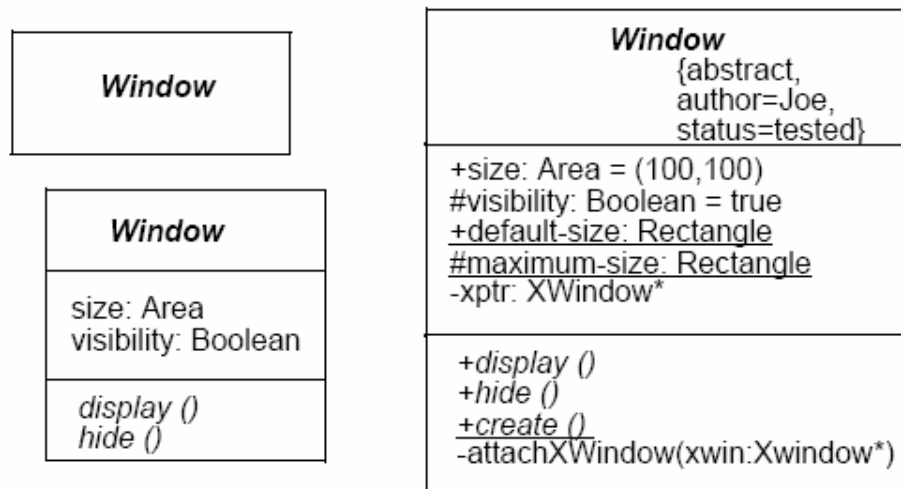 Window
Window
size: Area
visibility: Boolean
display ()
hide ()
Window
{abstract,
author=Joe,
status=tested}
+size: Area = (100,100)
#visibility: Boolean = true
+default-size: Rectangle
#maximum-size: Rectangle
-xptr: XWindow*
+display ()
+hide ()
+create ()
-attachXWindow(xwin:Xwindow*)